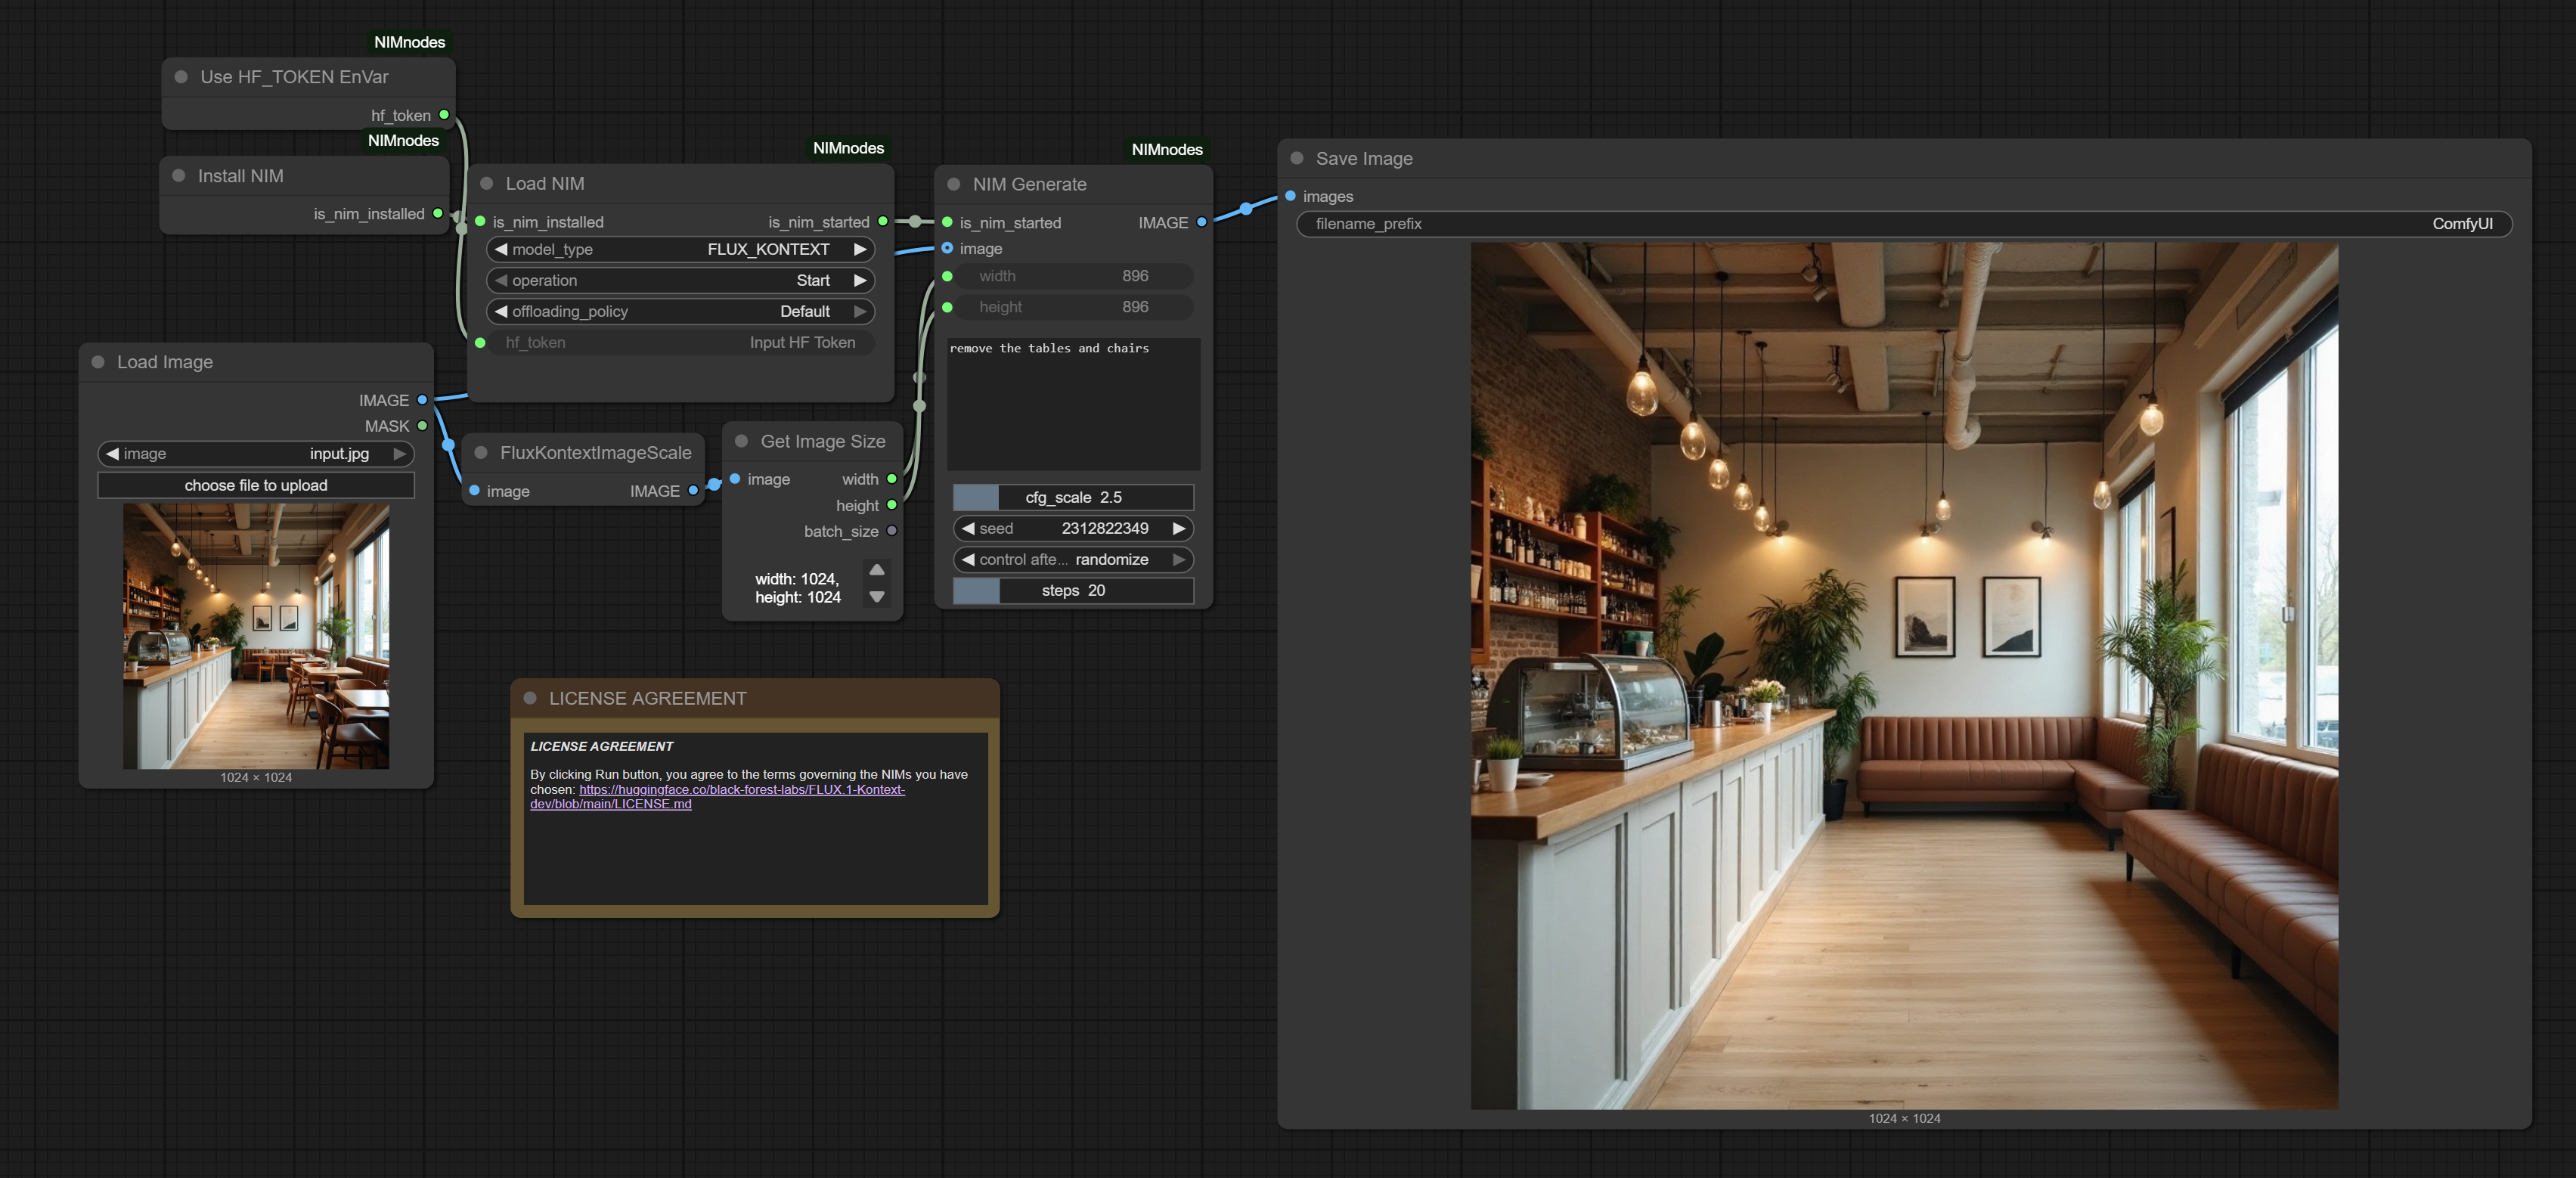 NIMnodes
Use HF_TOKEN EnVar
hf_token
NIMnodes
Install NIM
is_nim_installed
NIMnodes
Load NIM
is_nim_installed
is_nim_started
model_type FLUX_KONTEXT
operation Start
offloading_policy Default
hf_token Input HF Token
Load Image
IMAGE
MASK
image input.jpg
choose file to upload
1024 × 1024
FluxKontextImageScale
image IMAGE
Get Image Size
image width
height
batch_size
width: 1024,
height: 1024
NIMnodes
NIM Generate
is_nim_started IMAGE
image
width 896
height 896
remove the tables and chairs
cfg_scale 2.5
seed 2312822349
control afte... randomize
steps 20
LICENSE AGREEMENT
LICENSE AGREEMENT
By clicking Run button, you agree to the terms governing the NIMs you have
chosen: https://huggingface.co/black-forest-labs/FLUX.1-Kontext-
dev/blob/main/LICENSE.md
Save Image
images
filename_prefix ComfyUI
1024 × 1024